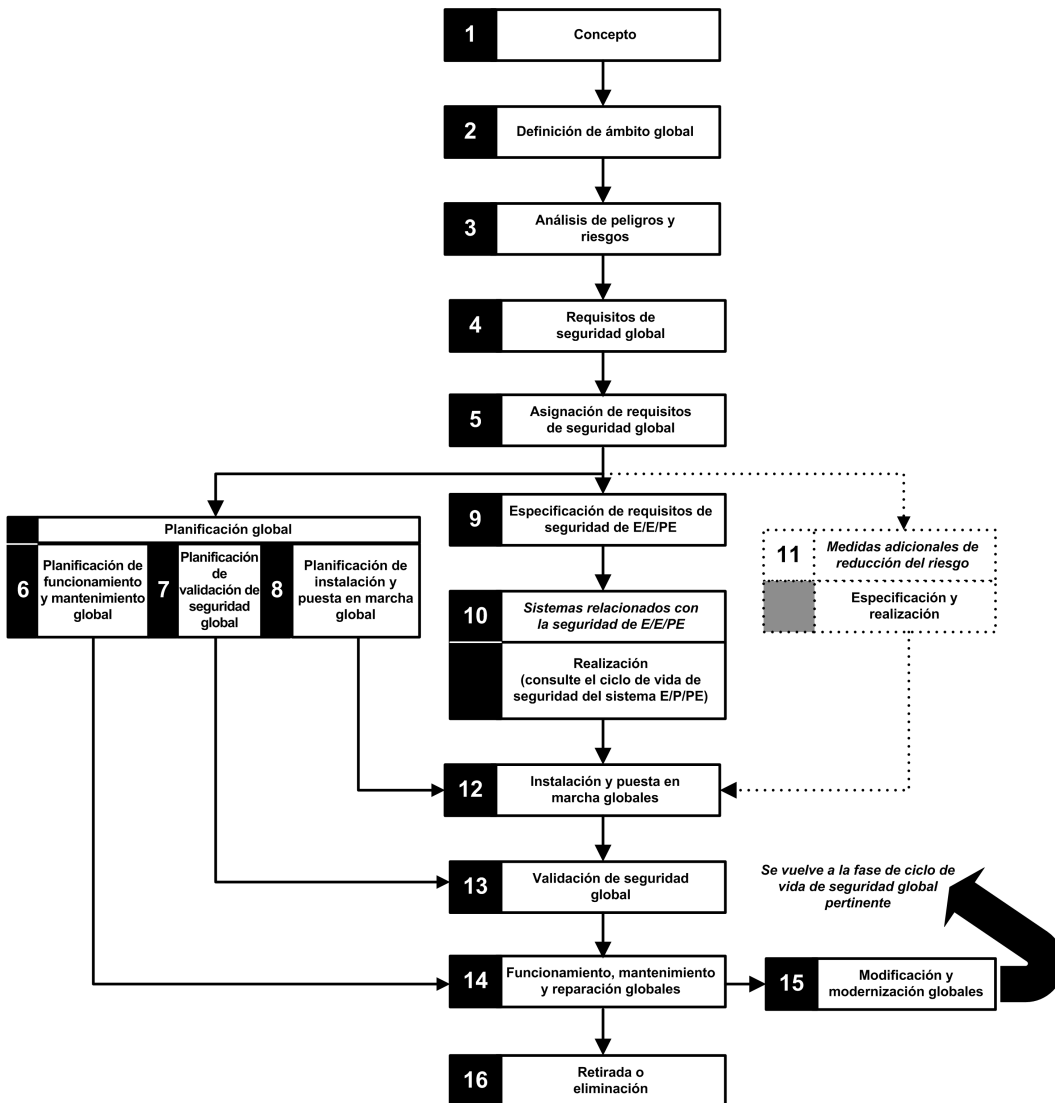 1
Concepto
2
Definición de ámbito global
3
Análisis de peligros y
riesgos
4
Requisitos de
seguridad global
5
Asignación de requisitos
de seguridad global
Planificación global
6
Planificación de
funcionamiento
y mantenimiento
global
7
Planificación
de
validación de
seguridad
global
8
Planificación de
instalación y
puesta en marcha
global
9
Especificación de requisitos de
seguridad de E/E/PE
10
Sistemas relacionados con
la seguridad de E/E/PE
Realización
(consulte el ciclo de vida de
seguridad del sistema E/P/PE)
11
Medidas adicionales de
reducción del riesgo
Especificación y
realización
12
Instalación y puesta en
marcha globales
13
Validación de seguridad
global
Se vuelve a la fase de ciclo de
vida de seguridad global
pertinente
14
Funcionamiento, mantenimiento
y reparación globales
15
Modificación y
modernización globales
16
Retirada o
eliminación